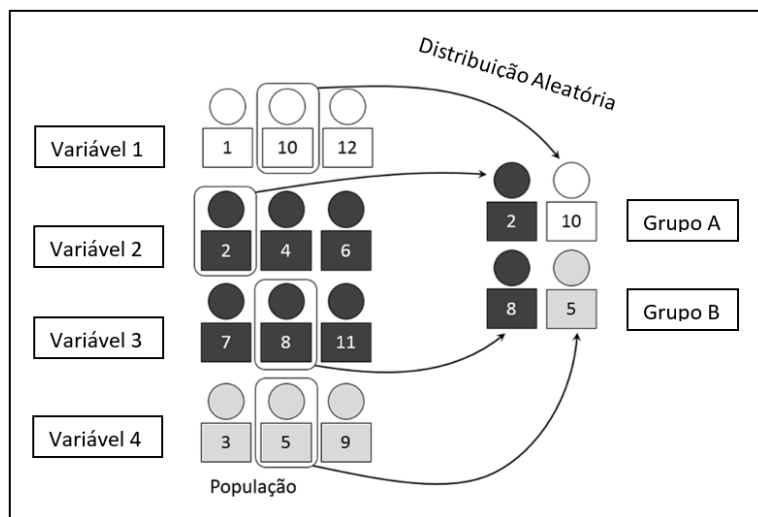 Distribuição Aleatória
Variável 1
1 10 12
Variável 2
2 4 6
2 10
Grupo A
Variável 3
7 8 11
8 5
Grupo B
Variável 4
3 5 9
População